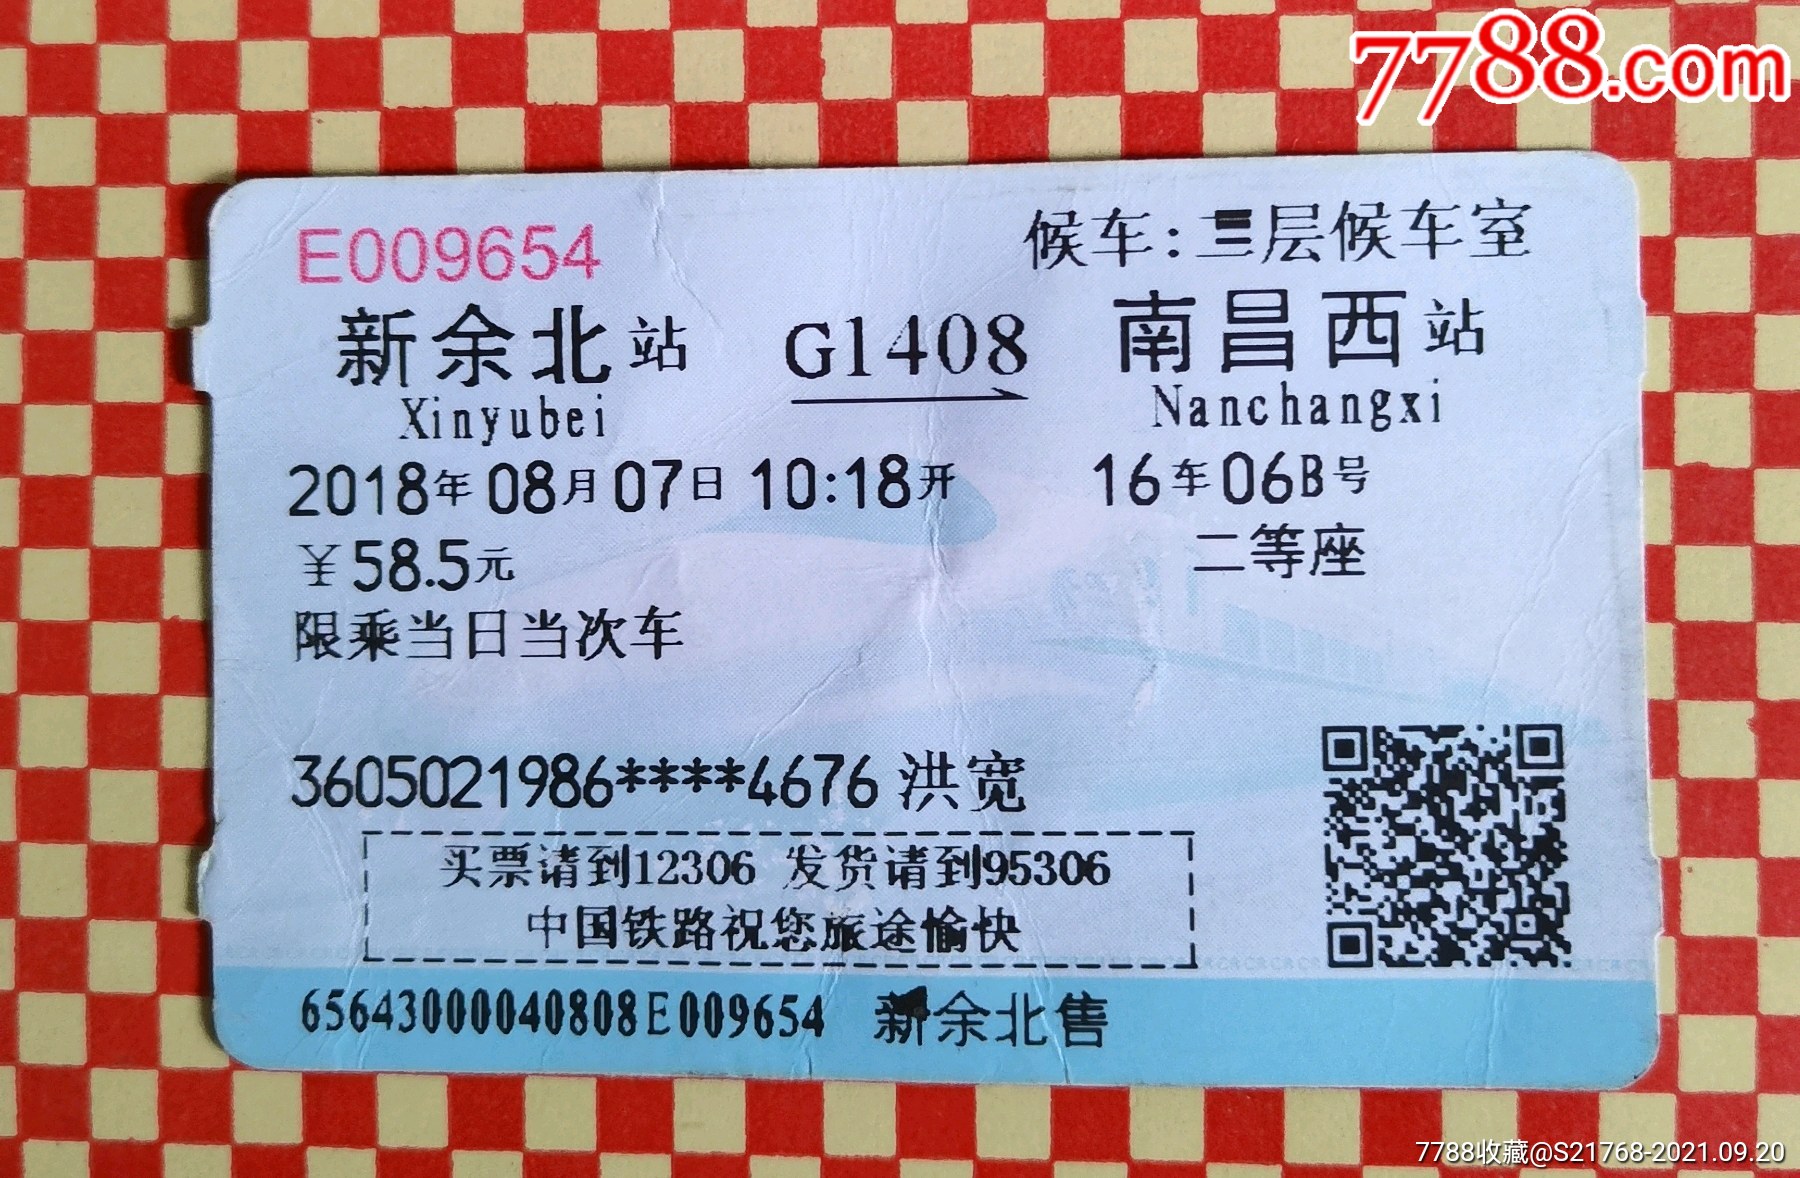 7788.com
E009654
候车:三层候车室
新余北站 G1408 南昌西站
Xinyubei Nanchangxi
2018年08月07日 10:18开 16车06B号
¥58.5元 二等座
限乘当日当次车
3605021986****4676 洪宽
买票请到12306 发货请到95306
中国铁路祝您旅途愉快
65643000040808E009654 新余北售
7788收藏@S21768-2021.09.20